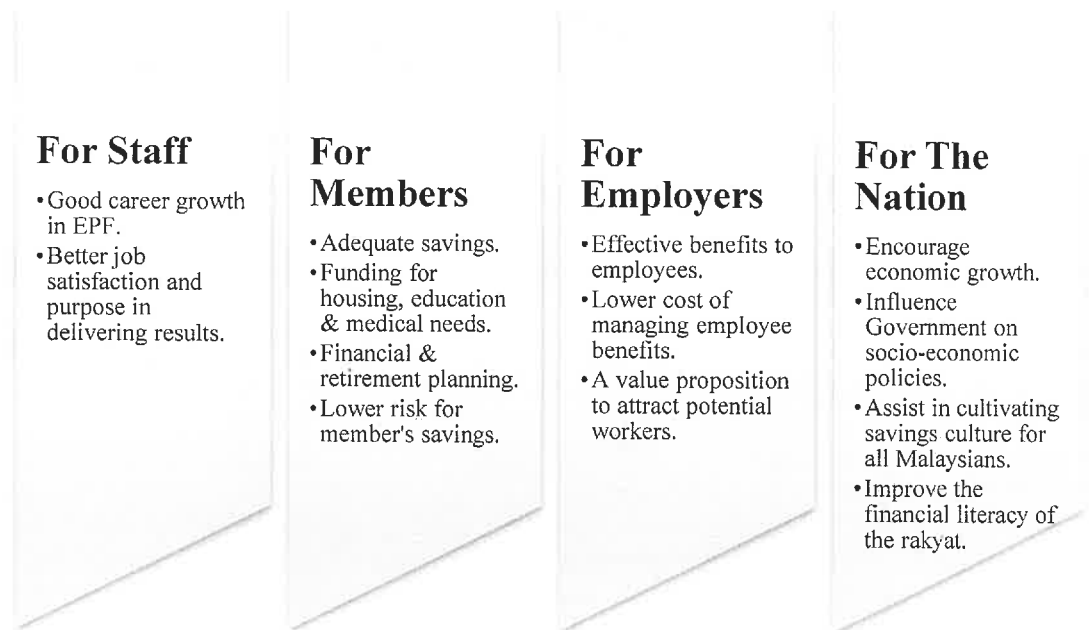 For Staff
•Good career growth
in EPF.
•Better job
satisfaction and
purpose in
delivering results.
For
Members
•Adequate savings.
•Funding for
housing, education
& medical needs.
•Financial &
retirement planning.
•Lower risk for
member's savings.
For
Employers
•Effective benefits to
employees.
•Lower cost of
managing employee
benefits.
•A value proposition
to attract potential
workers.
For The
Nation
•Encourage
economic growth.
•Influence
Government on
socio-economic
policies.
•Assist in cultivating
savings culture for
all Malaysians.
•Improve the
financial literacy of
the rakyat.